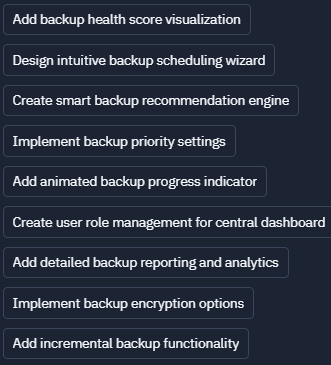 Add backup health score visualization
Design intuitive backup scheduling wizard
Create smart backup recommendation engine
Implement backup priority settings
Add animated backup progress indicator
Create user role management for central dashboard
Add detailed backup reporting and analytics
Implement backup encryption options
Add incremental backup functionality